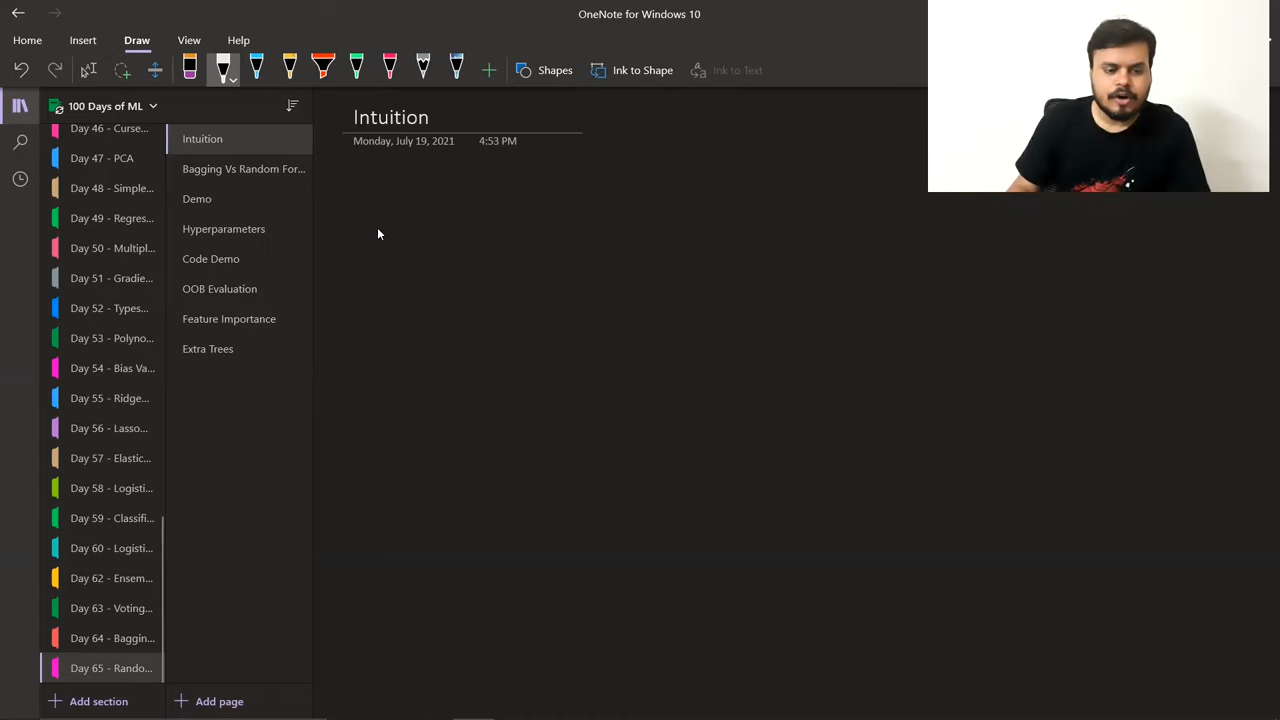 OneNote for Windows 10
Home
Insert
Draw
View
Help
Shapes
Ink to Shape
Ink to Text
100 Days of ML
Day 46 - Curse...
Day 47 - PCA
Day 48 - Simple...
Day 49 - Regres...
Day 50 - Multipl...
Day 51 - Gradie...
Day 52 - Types...
Day 53 - Polyno...
Day 54 - Bias Va...
Day 55 - Ridge...
Day 56 - Lasso...
Day 57 - Elastic...
Day 58 - Logisti...
Day 59 - Classifi...
Day 60 - Logisti...
Day 62 - Ensem...
Day 63 - Voting...
Day 64 - Baggin...
Day 65 - Rando...
Add section
Intuition
Bagging Vs Random For...
Demo
Hyperparameters
Code Demo
OOB Evaluation
Feature Importance
Extra Trees
Add page
Intuition
Monday, July 19, 2021 4:53 PM